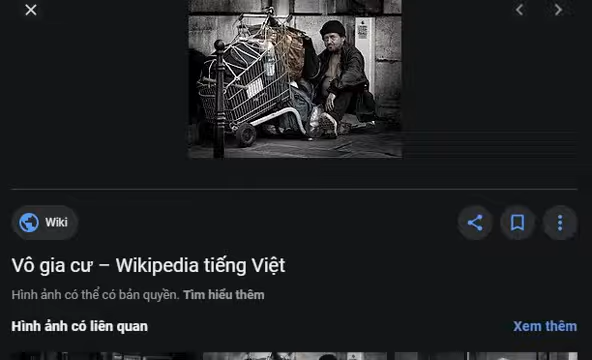 Wiki
Vô gia cư – Wikipedia tiếng Việt
Hình ảnh có thể có bản quyền. Tìm hiểu thêm
Hình ảnh có liên quan
Xem thêm